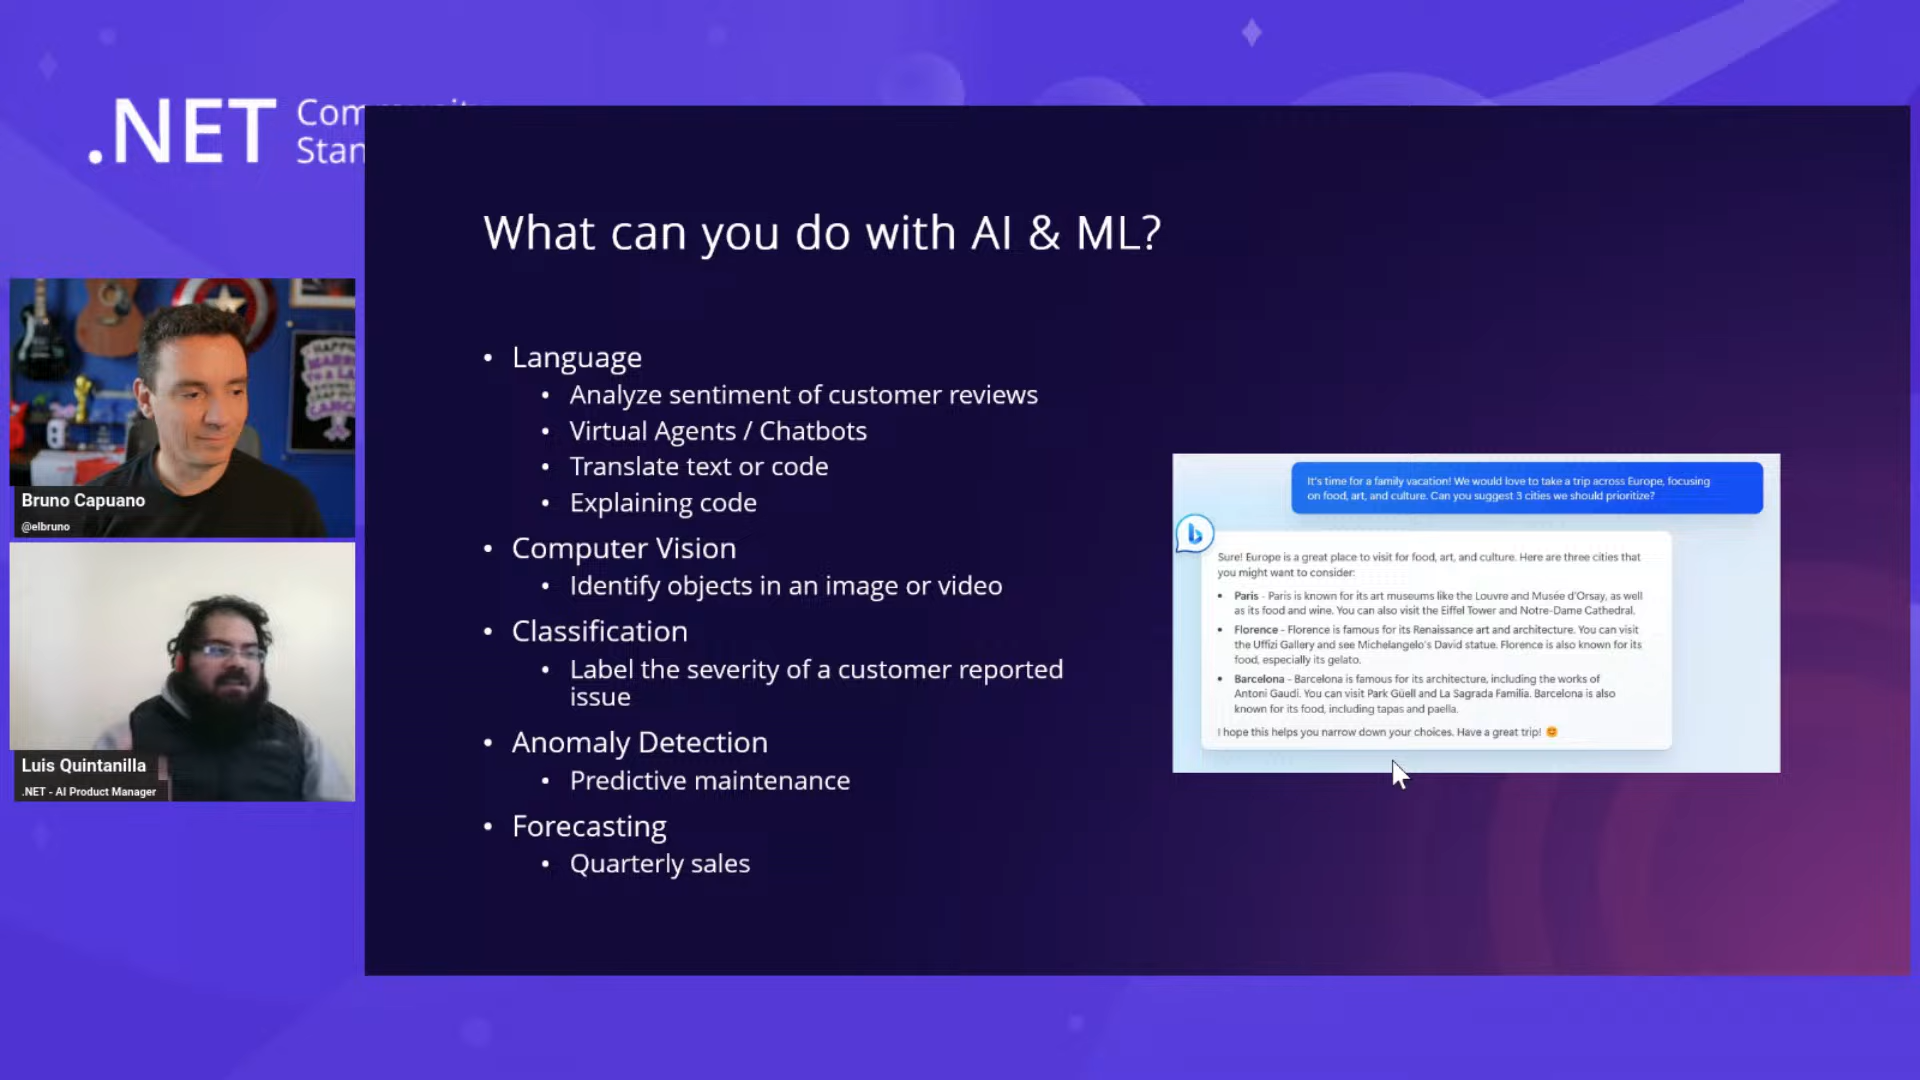 .NET
What can you do with AI & ML?
• Language
• Analyze sentiment of customer reviews
• Virtual Agents / Chatbots
• Translate text or code
• Explaining code
• Computer Vision
• Identify objects in an image or video
• Classification
• Label the severity of a customer reported
issue
• Anomaly Detection
• Predictive maintenance
• Forecasting
• Quarterly sales
It's time for a family vacation! We would love to take a trip across Europe, focusing
on food, art, and culture. Can you suggest 3 cities we should prioritize?
b
Sure! Europe is a great place to visit for food, art, and culture. Here are three cities that
you might want to consider:
• Paris - Paris is known for its art museums like the Louvre and Musée d'Orsay, as well
as its food and wine. You can also visit the Eiffel Tower and Notre-Dame Cathedral.
• Florence - Florence is famous for its Renaissance art and architecture. You can visit
the Uffizi Gallery and see Michelangelo's David statue. Florence is also known for its
food, especially its gelato.
• Barcelona - Barcelona is famous for its architecture, including the works of
Antoni Gaudi. You can visit Park Güell and La Sagrada Familia. Barcelona is also
known for its food, including tapas and paella.
I hope this helps you narrow down your choices. Have a great trip! 😊
Bruno Capuano
@elbruno
Luis Quintanilla
.NET - AI Product Manager